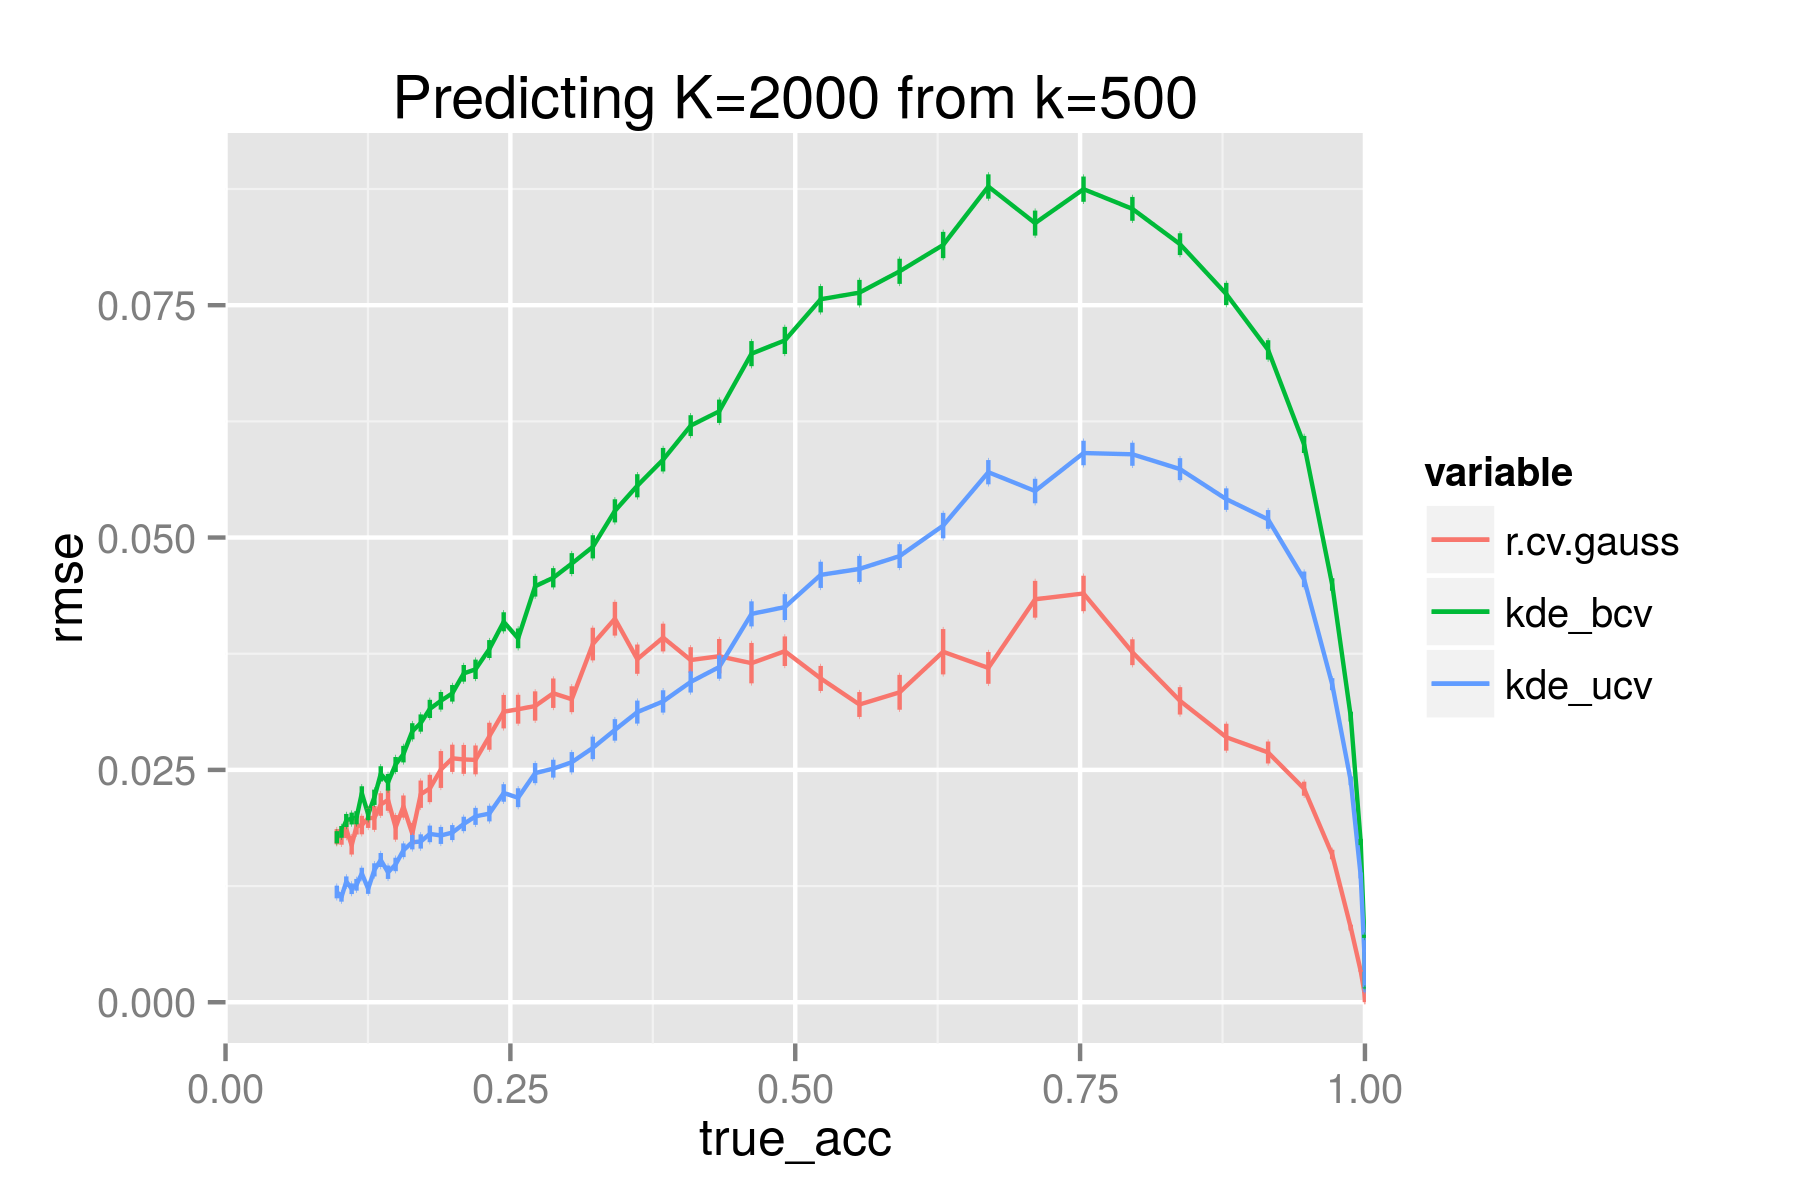 Predicting K=2000 from k=500
rmse
0.075
0.050
0.025
0.000
0.00 0.25 0.50 0.75 1.00
true_acc
variable
r.cv.gauss
kde_bcv
kde_ucv